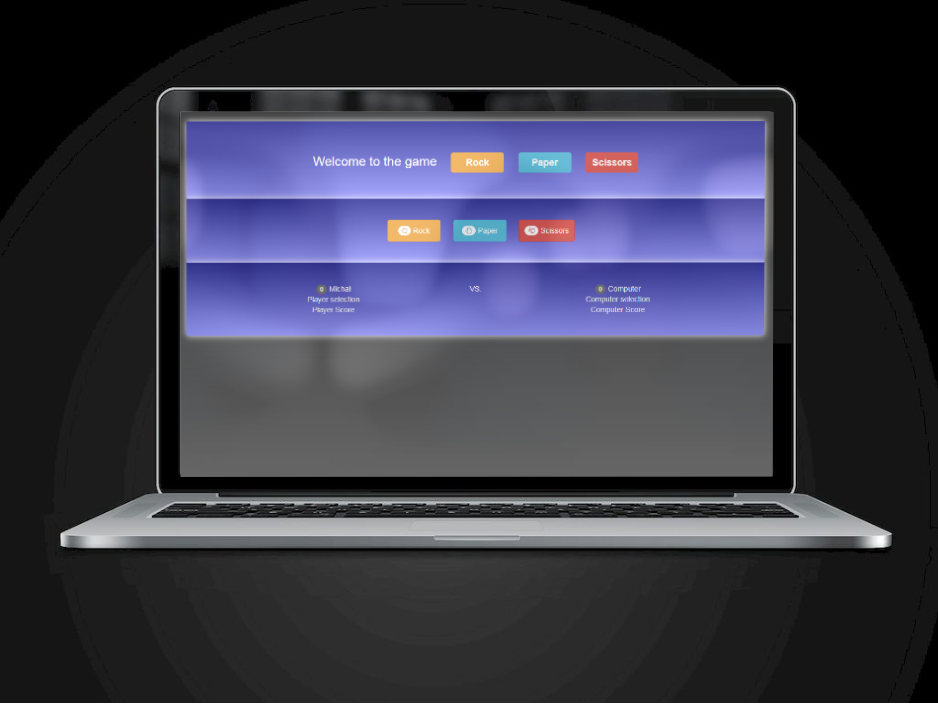 Welcome to the game Rock Paper Scissors
Rock Paper Scissors
0 Michał VS. 0 Computer
Player selection Computer selection
Player Score Computer Score